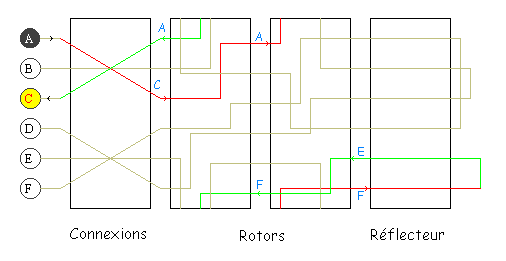 A A A
B
C C
D
E E
F F F
Connexions Rotors Réflecteur